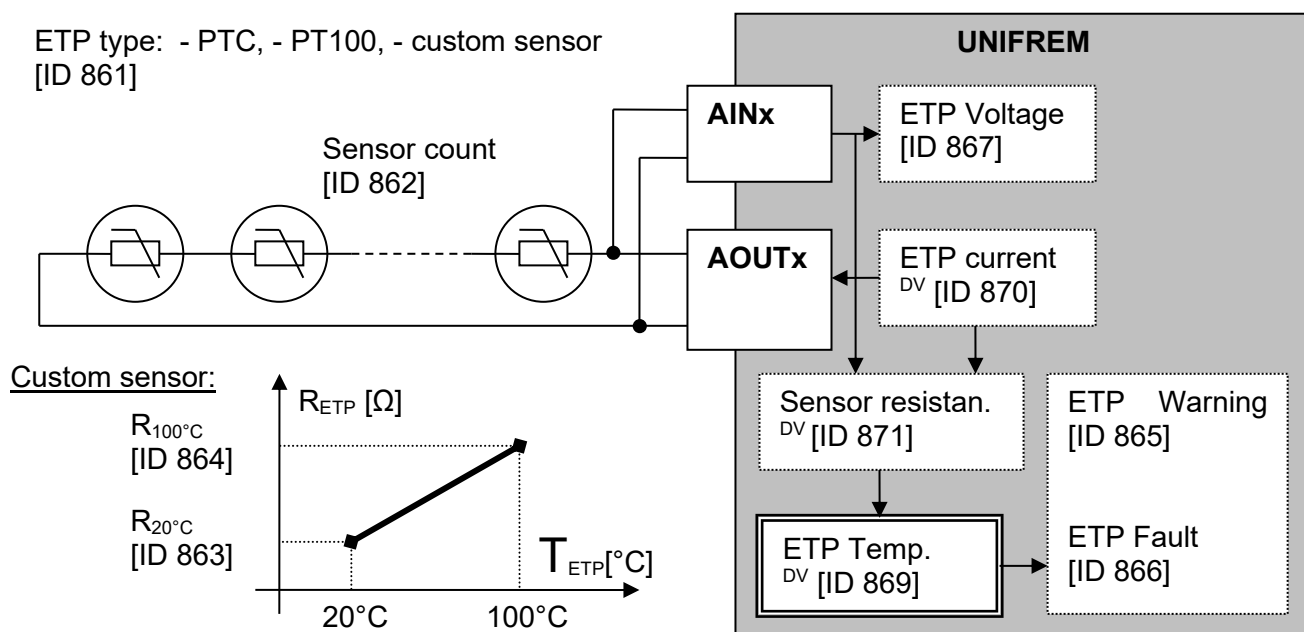 ETP type: - PTC, - PT100, - custom sensor
[ID 861]
UNIFREM
AINx
ETP Voltage
[ID 867]
Sensor count
[ID 862]
AOUTx
ETP current
DV [ID 870]
Custom sensor:
RETP [Ω]
R100°C
[ID 864]
R20°C
[ID 863]
TETP[°C]
20°C
100°C
Sensor resistan.
DV [ID 871]
ETP Warning
[ID 865]
ETP Temp.
DV [ID 869]
ETP Fault
[ID 866]